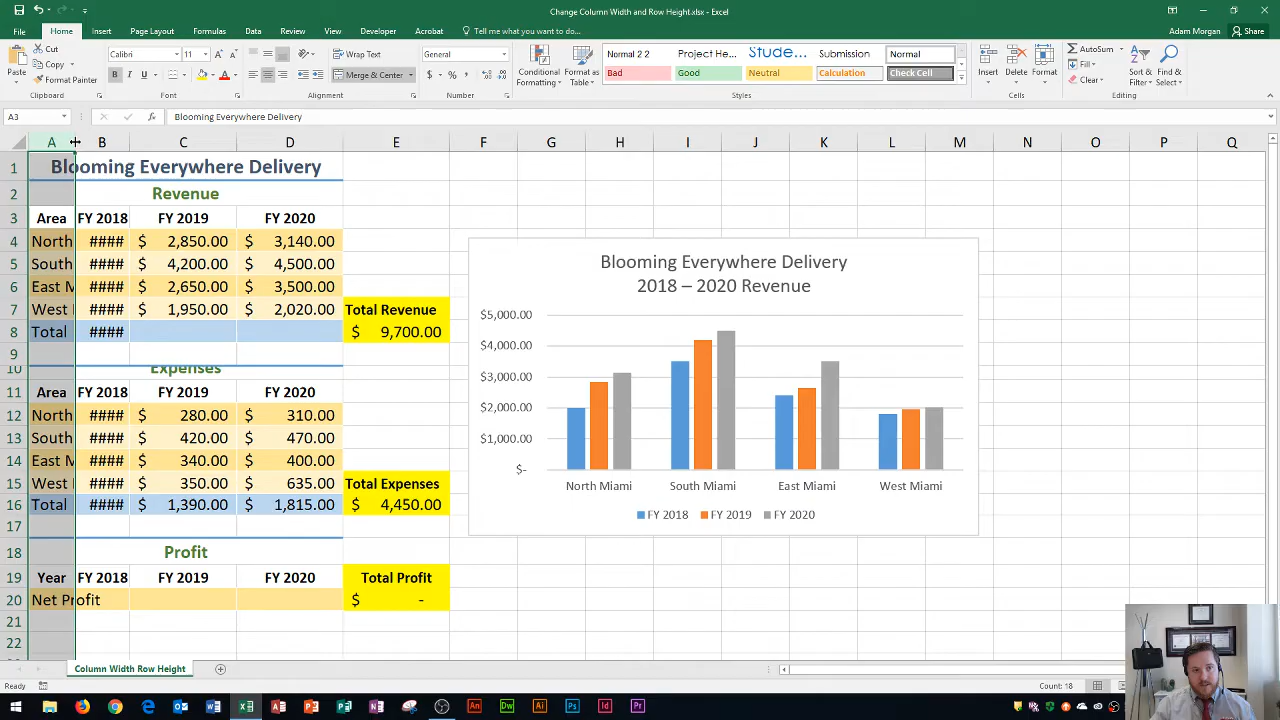 Change Column Width and Row Height.xlsx - Excel
Adam Morgan
File Home Insert Page Layout Formulas Data Review View Developer Acrobat Tell me what you want to do... Share
Paste
Cut
Copy
Format Painter
Clipboard
Calibri 11
B I U
Font
Wrap Text
Merge & Center
Alignment
General
$ % ,
Number
Conditional Formatting
Format as Table
Normal 2 2 Project He... Stude... Submission Normal
Bad Good Neutral Calculation Check Cell
Styles
Insert Delete Format
Cells
AutoSum
Fill
Clear
Sort & Filter
Find & Select
Editing
A3 fx Blooming Everywhere Delivery
A B C D E F G H I J K L M N O P Q
1 Blooming Everywhere Delivery
2 Revenue
3 Area FY 2018 FY 2019 FY 2020
4 North #### $ 2,850.00 $ 3,140.00
5 South #### $ 4,200.00 $ 4,500.00
6 East M #### $ 2,650.00 $ 3,500.00
7 West #### $ 1,950.00 $ 2,020.00 Total Revenue
8 Total #### $ 9,700.00
9
10 Expenses
11 Area FY 2018 FY 2019 FY 2020
12 North #### $ 280.00 $ 310.00
13 South #### $ 420.00 $ 470.00
14 East M #### $ 340.00 $ 400.00
15 West #### $ 350.00 $ 635.00 Total Expenses
16 Total #### $ 1,390.00 $ 1,815.00 $ 4,450.00
17
18 Profit
19 Year FY 2018 FY 2019 FY 2020 Total Profit
20 Net Profit $ -
21
22
Blooming Everywhere Delivery
2018 – 2020 Revenue
$5,000.00
$4,000.00
$3,000.00
$2,000.00
$1,000.00
$-
North Miami South Miami East Miami West Miami
FY 2018 FY 2019 FY 2020
Column Width Row Height
Ready Count: 18
An Dw Ai Ps Id Pr